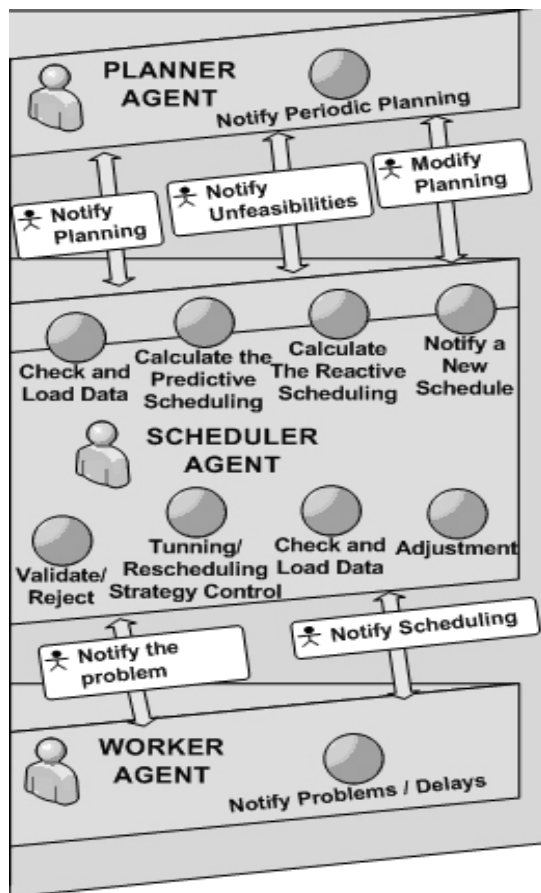 PLANNER
AGENT
Notify Periodic Planning
Notify
Planning
Notify
Unfeasibilities
Modify
Planning
Check and
Load Data
Calculate the
Predictive
Scheduling
Calculate
The Reactive
Scheduling
Notify a
New
Schedule
SCHEDULER
AGENT
Validate/
Reject
Tunning/
Rescheduling
Strategy Control
Check and
Load Data
Adjustment
Notify the
problem
Notify Scheduling
WORKER
AGENT
Notify Problems / Delays